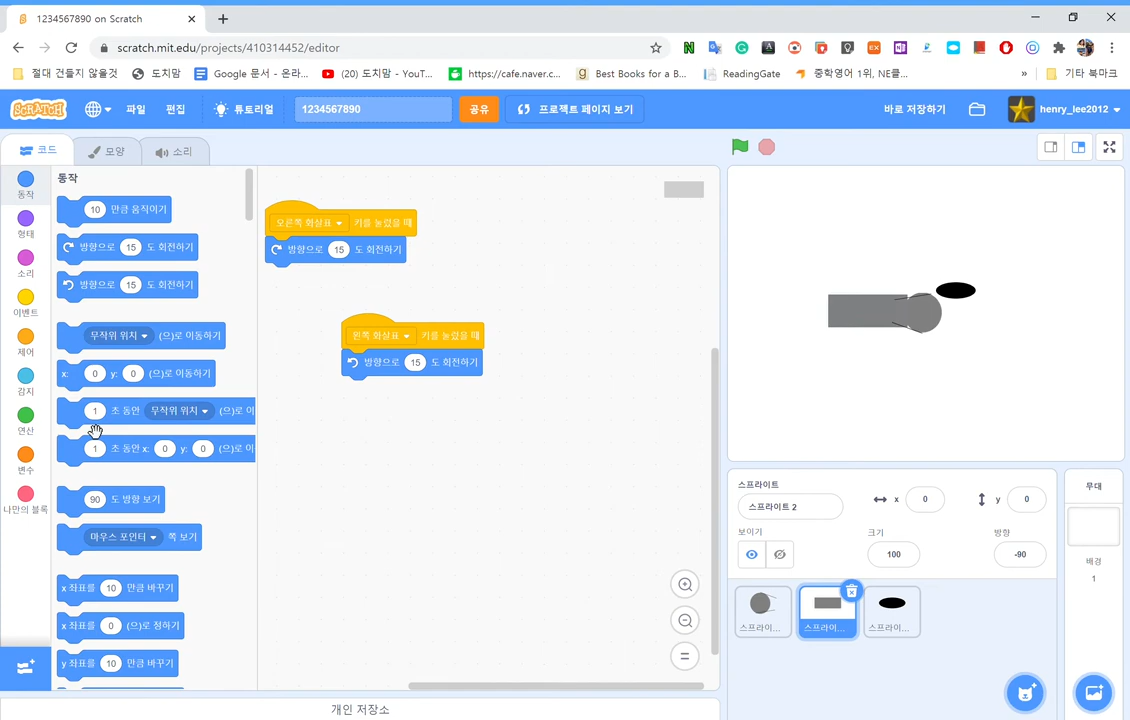 1234567890 on Scratch
scratch.mit.edu/projects/410314452/editor
절대 건들지 않을것
도치맘
Google 문서 - 온라...
(20) 도치맘 - YouT...
https://cafe.naver.c...
Best Books for a B...
ReadingGate
중학영어 1위, NE클...
»
기타 북마크
SCRATCH
파일
편집
튜토리얼
1234567890
공유
프로젝트 페이지 보기
바로 저장하기
henry_lee2012
코드
모양
소리
동작
형태
소리
이벤트
제어
감지
연산
변수
나만의 블록
동작
10 만큼 움직이기
방향으로 15 도 회전하기
방향으로 15 도 회전하기
무작위 위치 (으)로 이동하기
x: 0 y: 0 (으)로 이동하기
1 초 동안 무작위 위치 (으)로 이
1 초 동안 x: 0 y: 0 (으)로 이
90 도 방향 보기
마우스 포인터 쪽 보기
x 좌표를 10 만큼 바꾸기
x 좌표를 0 (으)로 정하기
y 좌표를 10 만큼 바꾸기
오른쪽 화살표 키를 눌렀을 때
방향으로 15 도 회전하기
왼쪽 화살표 키를 눌렀을 때
방향으로 15 도 회전하기
스프라이트
스프라이트 2
x 0
y 0
보이기
크기
100
방향
-90
스프라이...
스프라이...
스프라이...
무대
배경
1
개인 저장소